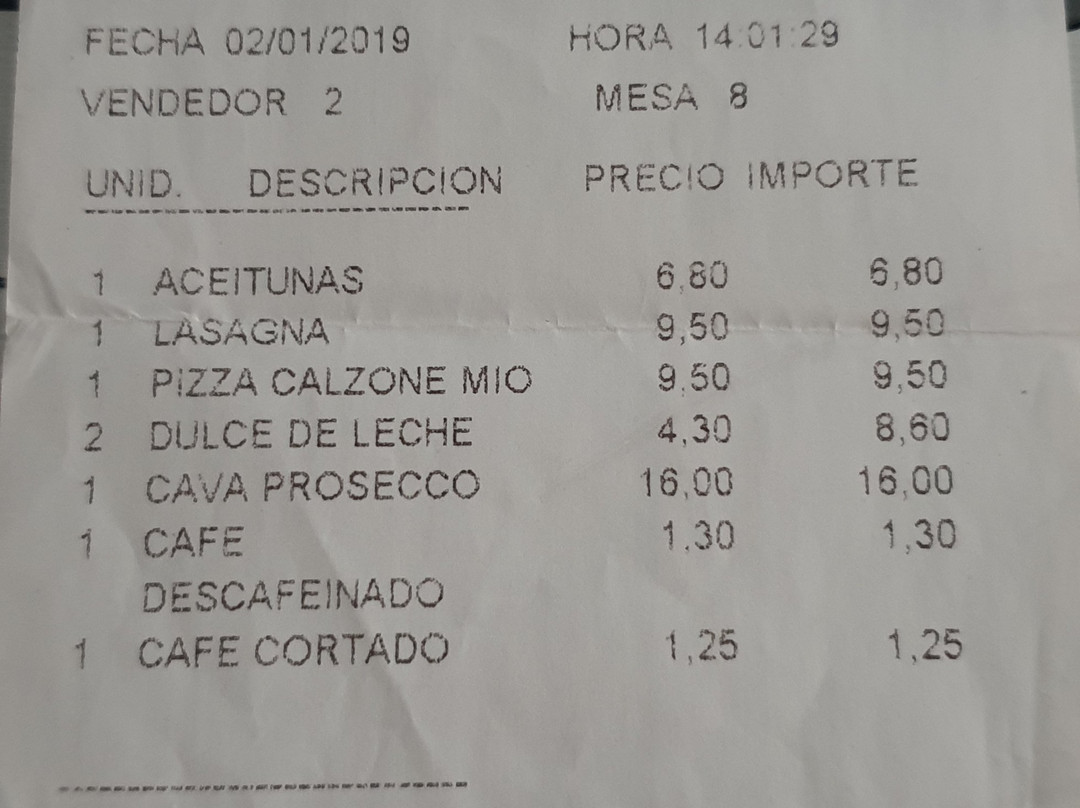 FECHA 02/01/2019 HORA 14:01:29
VENDEDOR 2 MESA 8
UNID. DESCRIPCION PRECIO IMPORTE
1 ACEITUNAS 6,80 6,80
1 LASAGNA 9,50 9,50
1 PIZZA CALZONE MIO 9,50 9,50
2 DULCE DE LECHE 4,30 8,60
1 CAVA PROSECCO 16,00 16,00
1 CAFE 1,30 1,30
DESCAFEINADO
1 CAFE CORTADO 1,25 1,25